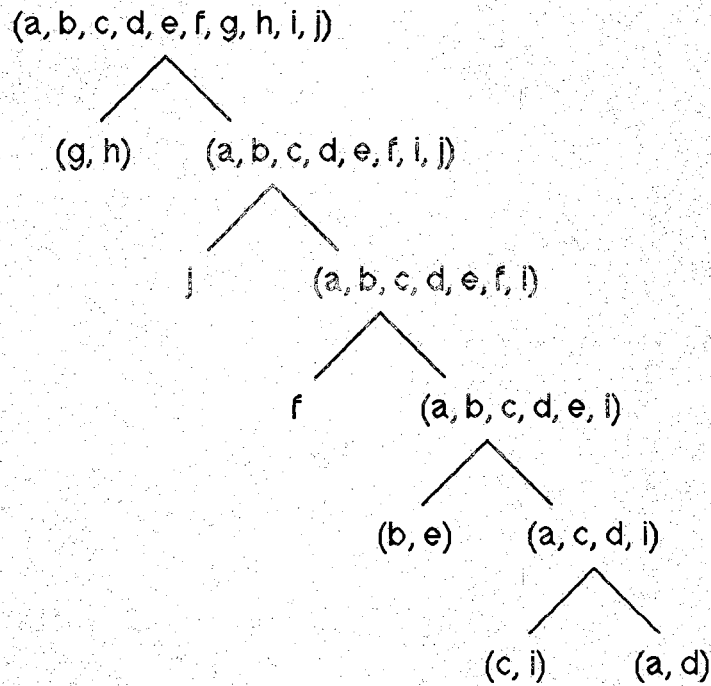 (a, b, c, d, e, f, g, h, i, j)
(g, h) (a, b, c, d, e, f, i, j)
j (a, b, c, d, e, f, i)
f (a, b, c, d, e, i)
(b, e) (a, c, d, i)
(c, i) (a, d)